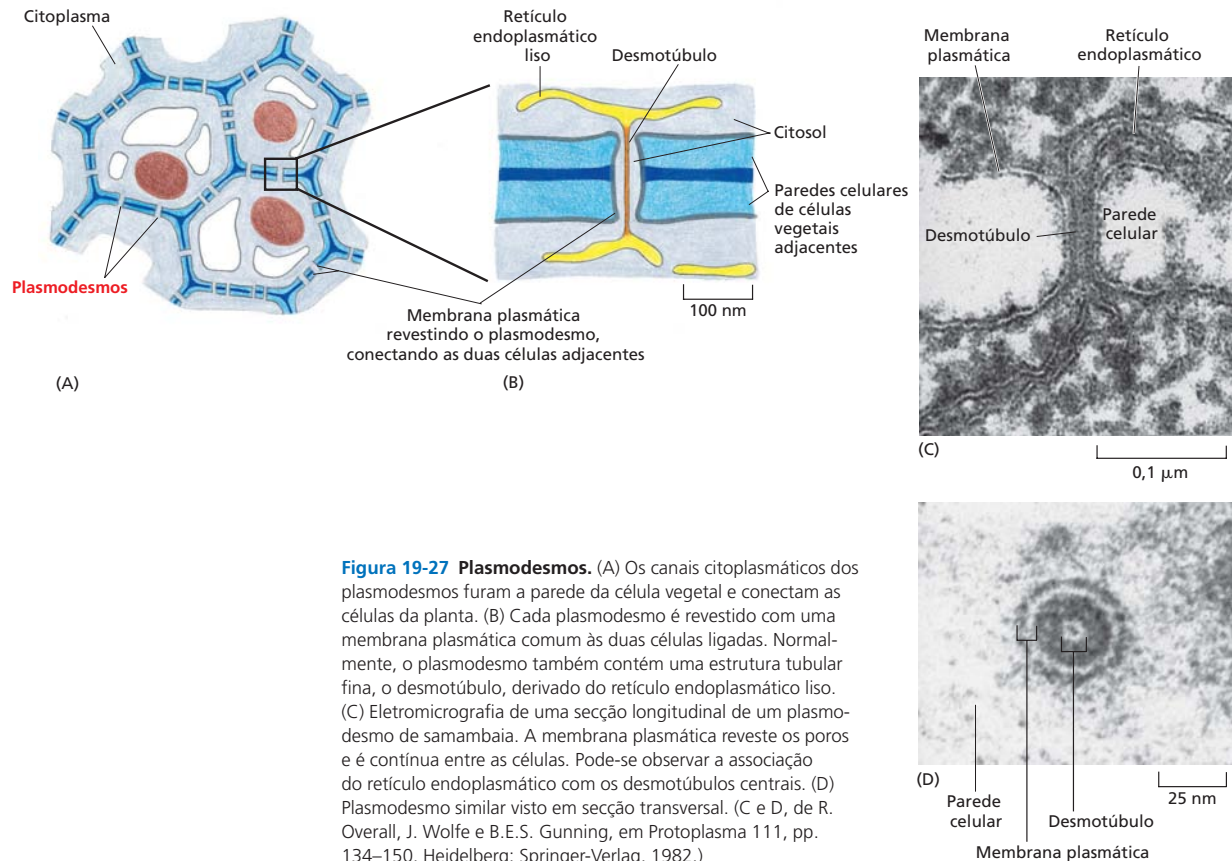 Citoplasma
Retículo
endoplasmático
liso
Desmotúbulo
Citosol
Paredes celulares
de células
vegetais
adjacentes
Plasmodesmos
100 nm
Membrana plasmática
revestindo o plasmodesmo,
conectando as duas células adjacentes
(A)
(B)
Membrana
plasmática
Retículo
endoplasmático
Desmotúbulo
Parede
celular
(C)
0,1 µm
Figura 19-27 Plasmodesmos. (A) Os canais citoplasmáticos dos
plasmodesmos furam a parede da célula vegetal e conectam as
células da planta. (B) Cada plasmodesmo é revestido com uma
membrana plasmática comum às duas células ligadas. Normal-
mente, o plasmodesmo também contém uma estrutura tubular
fina, o desmotúbulo, derivado do retículo endoplasmático liso.
(C) Eletromicrografia de uma secção longitudinal de um plasmo-
desmo de samambaia. A membrana plasmática reveste os poros
e é contínua entre as células. Pode-se observar a associação
do retículo endoplasmático com os desmotúbulos centrais. (D)
Plasmodesmo similar visto em secção transversal. (C e D, de R.
Overall, J. Wolfe e B.E.S. Gunning, em Protoplasma 111, pp.
134–150. Heidelberg: Springer-Verlag, 1982.)
(D)
Parede
celular
Desmotúbulo
25 nm
Membrana plasmática